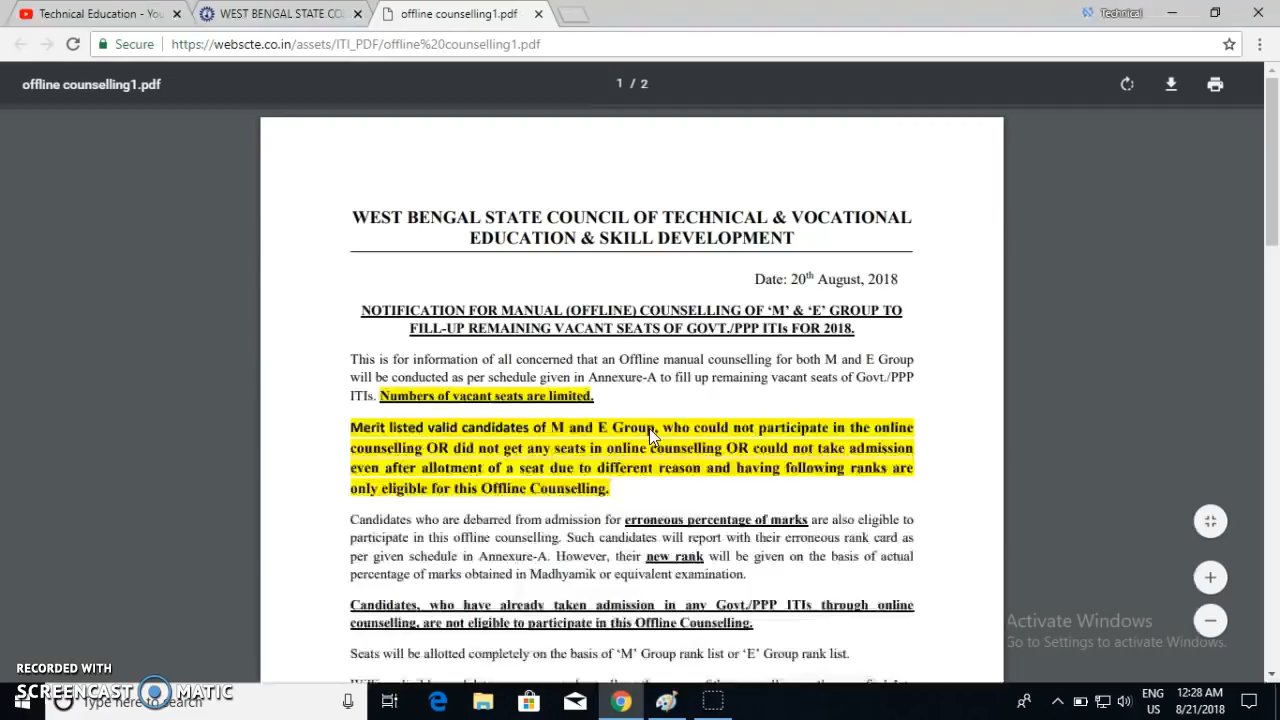 Technical Education - You
WEST BENGAL STATE COU
offline counselling1.pdf
Technical
Secure
https://webscte.co.in/assets/ITI_PDF/offline%20counselling1.pdf
offline counselling1.pdf
1 / 2
WEST BENGAL STATE COUNCIL OF TECHNICAL & VOCATIONAL
EDUCATION & SKILL DEVELOPMENT
Date: 20th August, 2018
NOTIFICATION FOR MANUAL (OFFLINE) COUNSELLING OF ‘M’ & ‘E’ GROUP TO
FILL-UP REMAINING VACANT SEATS OF GOVT./PPP ITIs FOR 2018.
This is for information of all concerned that an Offline manual counselling for both M and E Group
will be conducted as per schedule given in Annexure-A to fill up remaining vacant seats of Govt./PPP
ITIs. Numbers of vacant seats are limited.
Merit listed valid candidates of M and E Group, who could not participate in the online
counselling OR did not get any seats in online counselling OR could not take admission
even after allotment of a seat due to different reason and having following ranks are
only eligible for this Offline Counselling.
Candidates who are debarred from admission for erroneous percentage of marks are also eligible to
participate in this offline counselling. Such candidates will report with their erroneous rank card as
per given schedule in Annexure-A. However, their new rank will be given on the basis of actual
percentage of marks obtained in Madhyamik or equivalent examination.
Candidates, who have already taken admission in any Govt./PPP ITIs through online
counselling, are not eligible to participate in this Offline Counselling.
Seats will be allotted completely on the basis of ‘M’ Group rank list or ‘E’ Group rank list.
Activate Windows
Go to Settings to activate Windows.
RECORDED WITH
SCREENCAST MATIC
Type here to search
ENG
US
12:28 AM
8/21/2018